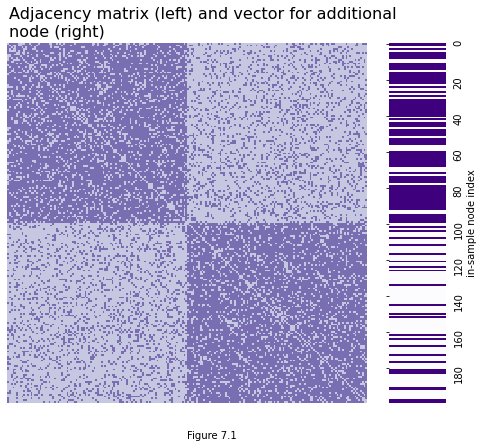 Adjacency matrix (left) and vector for additional
node (right)
0
20
40
60
80
100
120
140
160
180
in-sample node index
Figure 7.1